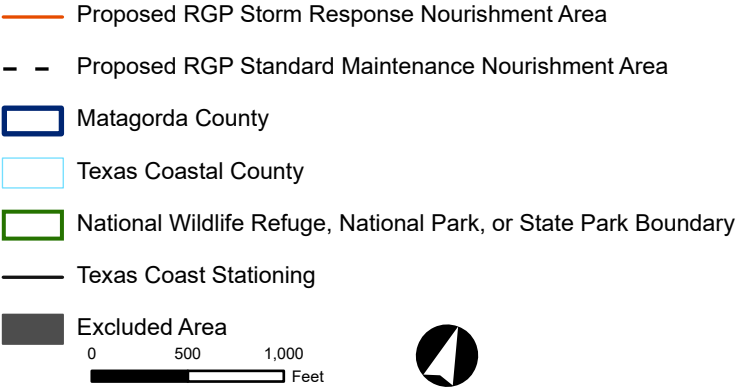 Proposed RGP Storm Response Nourishment Area
Proposed RGP Standard Maintenance Nourishment Area
Matagorda County
Texas Coastal County
National Wildlife Refuge, National Park, or State Park Boundary
Texas Coast Stationing
Excluded Area
0 500 1,000
Feet